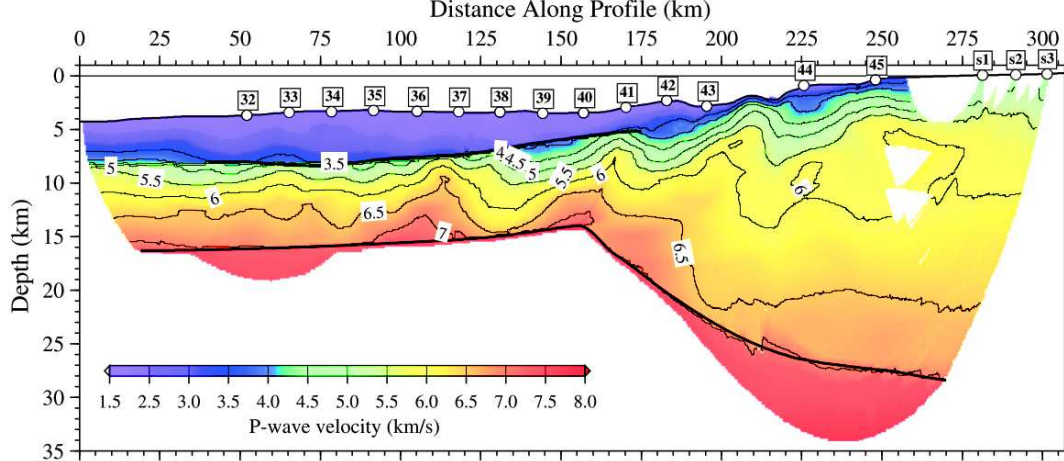 Distance Along Profile (km)
0 25 50 75 100 125 150 175 200 225 250 275 300
s1 s2 s3
44 45
32 33 34 35 36 37 38 39 40 41 42 43
0
5
10
15
20
25
30
35
Depth (km)
5 5.5 6 3.5 6.5 7 4 4.5 5 5.5 6 6.5 6
1.5 2.5 3.0 3.5 4.0 4.5 5.0 5.5 6.0 6.5 7.0 7.5 8.0
P-wave velocity (km/s)